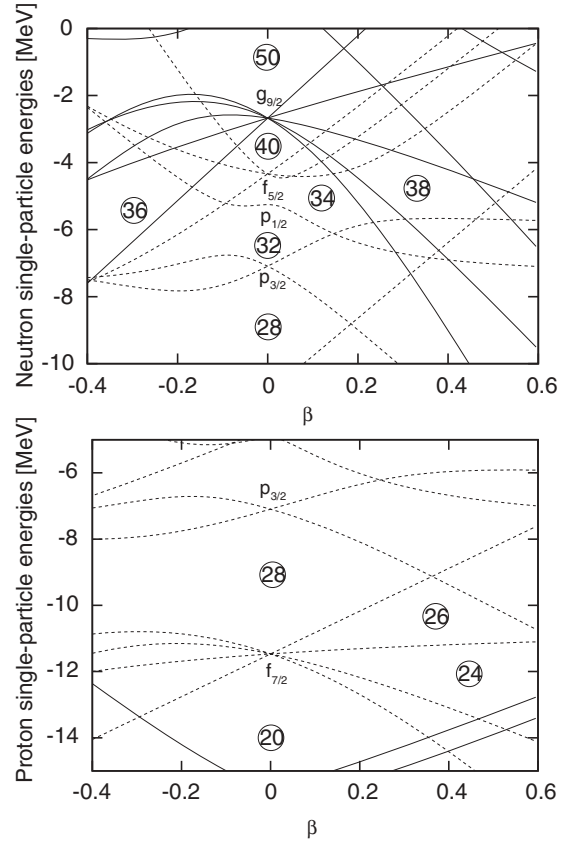 Neutron single-particle energies [MeV]
0
-2
-4
-6
-8
-10
50
g9/2
40
f5/2
34
38
36
p1/2
32
p3/2
28
-0.4 -0.2 0 0.2 0.4 0.6
β
Proton single-particle energies [MeV]
-6
-8
-10
-12
-14
p3/2
28
26
f7/2
24
20
-0.4 -0.2 0 0.2 0.4 0.6
β